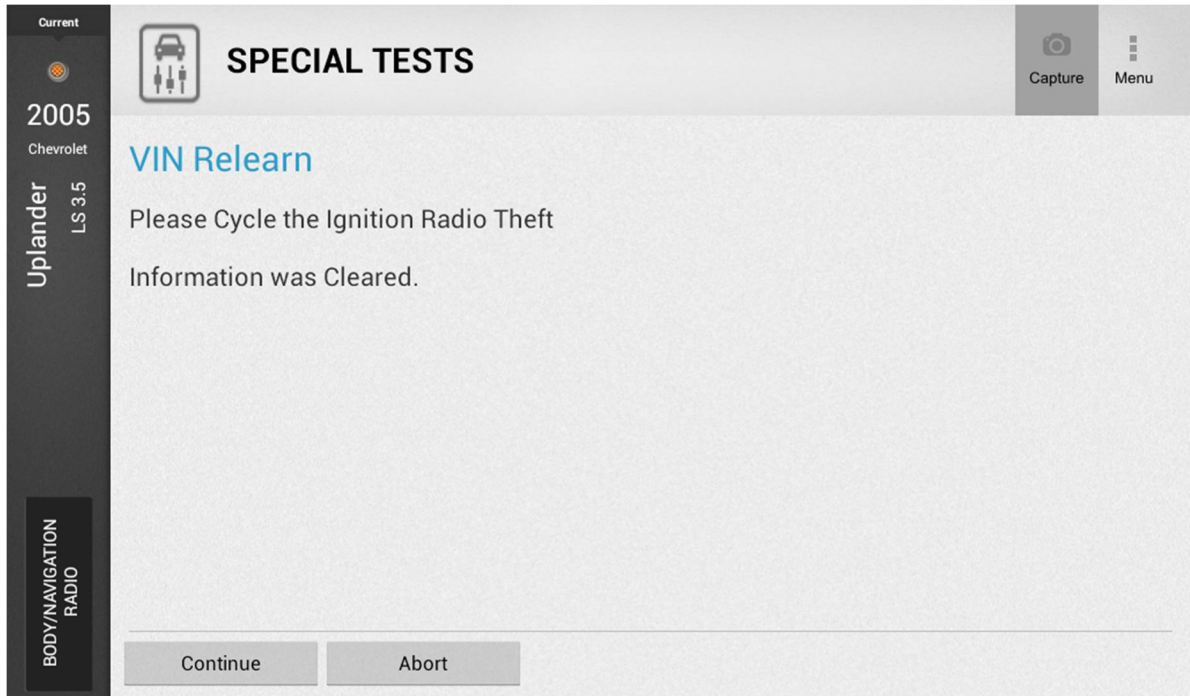 Current
2005
Chevrolet
Uplander
LS 3.5
BODY/NAVIGATION
RADIO
SPECIAL TESTS
Capture
Menu
VIN Relearn
Please Cycle the Ignition Radio Theft
Information was Cleared.
Continue
Abort